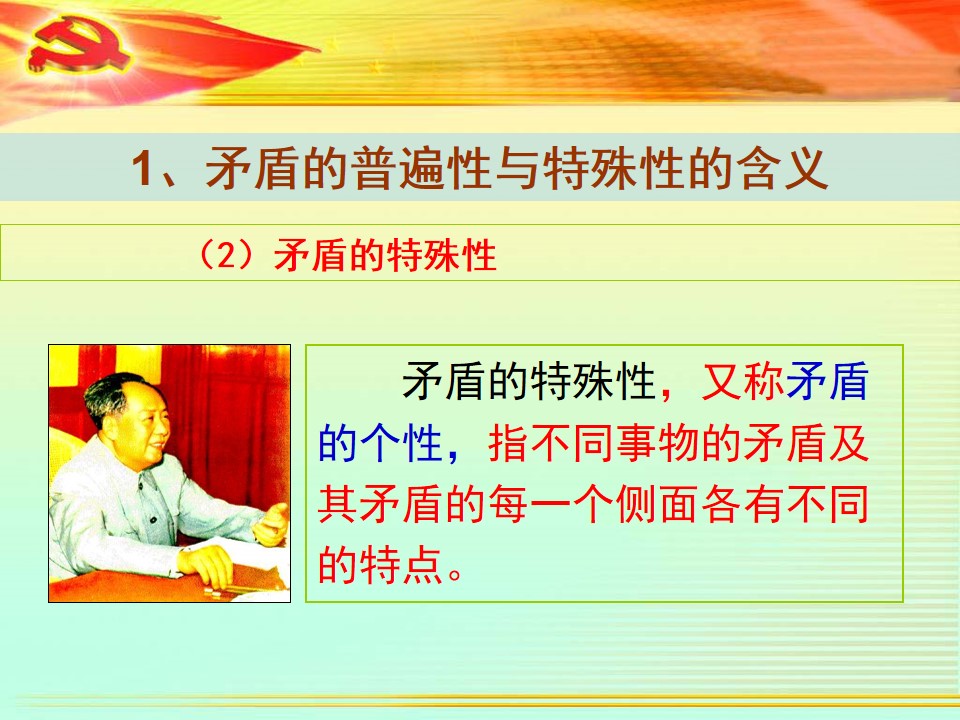 1、矛盾的普遍性与特殊性的含义
（2）矛盾的特殊性
矛盾的特殊性，又称矛盾
的个性，指不同事物的矛盾及
其矛盾的每一个侧面各有不同
的特点。